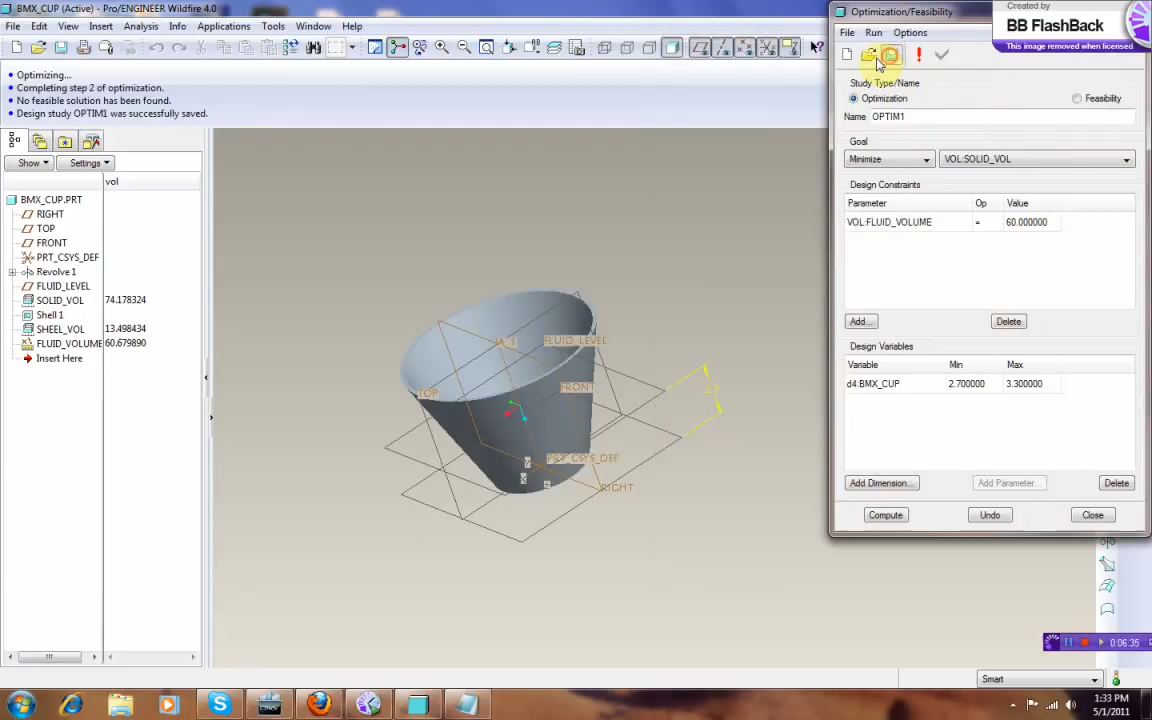 BMX_CUP (Active) - Pro/ENGINEER Wildfire 4.0
File Edit View Insert Analysis Info Applications Tools Window Help
Optimizing...
Completing step 2 of optimization.
No feasible solution has been found.
Design study OPTIM1 was successfully saved.
Show Settings
vol
BMX_CUP.PRT
RIGHT
TOP
FRONT
PRT_CSYS_DEF
Revolve 1
FLUID_LEVEL
SOLID_VOL 74.178324
Shell 1
SHEEL_VOL 13.498434
FLUID_VOLUME 60.679890
Insert Here
A_1
FLUID_LEVEL
FRONT
TOP
2.7
PRT_CSYS_DEF
RIGHT
Optimization/Feasibility
Created by
BB FlashBack
This image removed when licensed
File Run Options
Study Type/Name
Optimization Feasibility
Name OPTIM1
Goal
Minimize VOL:SOLID_VOL
Design Constraints
Parameter Op Value
VOL:FLUID_VOLUME = 60.000000
Add... Delete
Design Variables
Variable Min Max
d4:BMX_CUP 2.700000 3.300000
Add Dimension... Add Parameter... Delete
Compute Undo Close
0:06:35
Smart
1:33 PM
5/1/2011